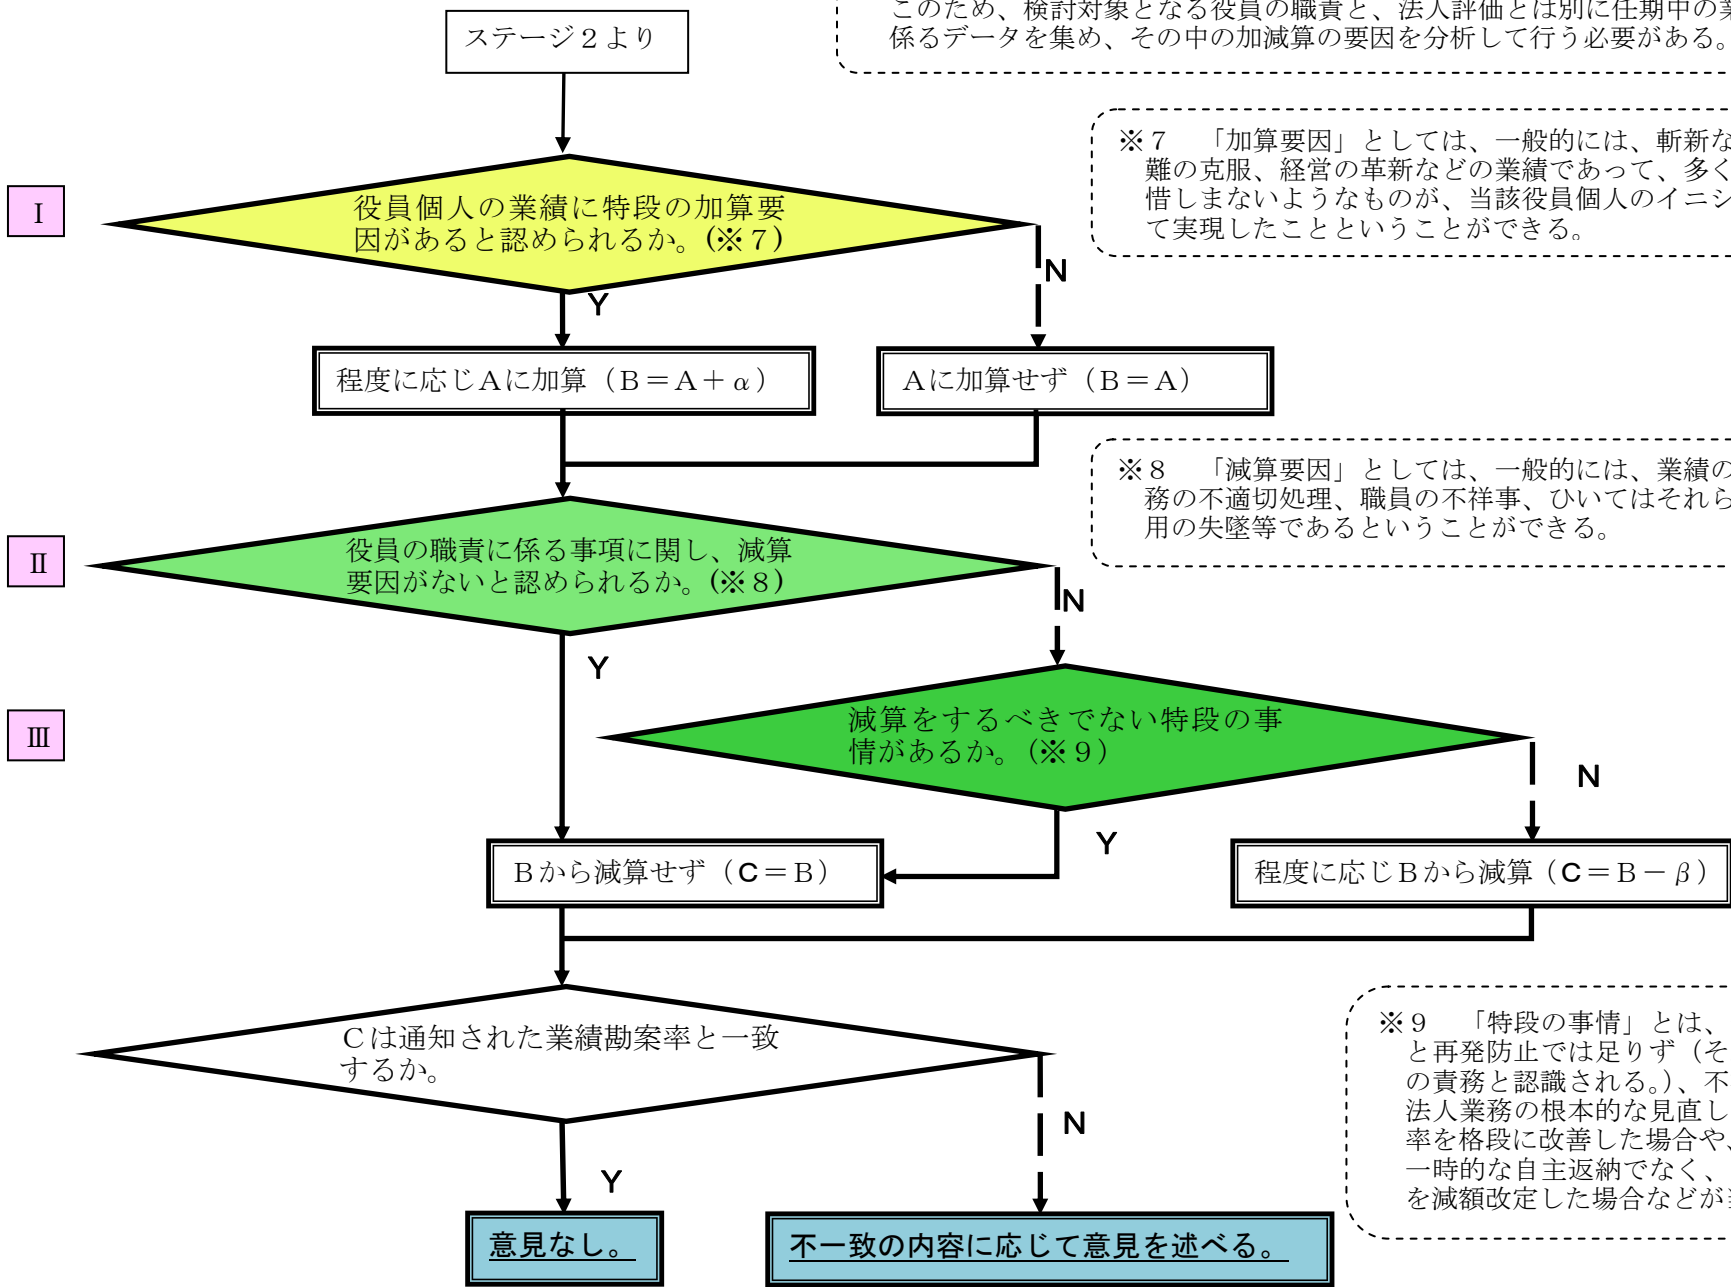 このため、検討対象となる役員の職責と、法人評価とは別に任期中の
係るデータを集め、その中の加減算の要因を分析して行う必要がある。
ステージ２より
※７　「加算要因」としては、一般的には、斬新な
難の克服、経営の革新などの業績であって、多く
惜しまないようなものが、当該役員個人のイニシ
て実現したことということができる。
Ⅰ
役員個人の業績に特段の加算要
因があると認められるか。(※７)
N
Y
程度に応じＡに加算（Ｂ＝Ａ＋α）
Ａに加算せず（Ｂ＝Ａ）
※８　「減算要因」としては、一般的には、業績の
務の不適切処理、職員の不祥事、ひいてはそれら
用の失墜等であるということができる。
Ⅱ
役員の職責に係る事項に関し、減算
要因がないと認められるか。(※８)
N
Y
Ⅲ
減算をするべきでない特段の事
情があるか。(※９)
N
Y
Ｂから減算せず（C＝Ｂ）
程度に応じＢから減算（C＝Ｂ－β）
Ｃは通知された業績勘案率と一致
するか。
※９　「特段の事情」とは、
と再発防止では足りず（そ
の責務と認識される。）、不
法人業務の根本的な見直し
率を格段に改善した場合や、
一時的な自主返納でなく、
を減額改定した場合などが
N
Y
意見なし。
不一致の内容に応じて意見を述べる。